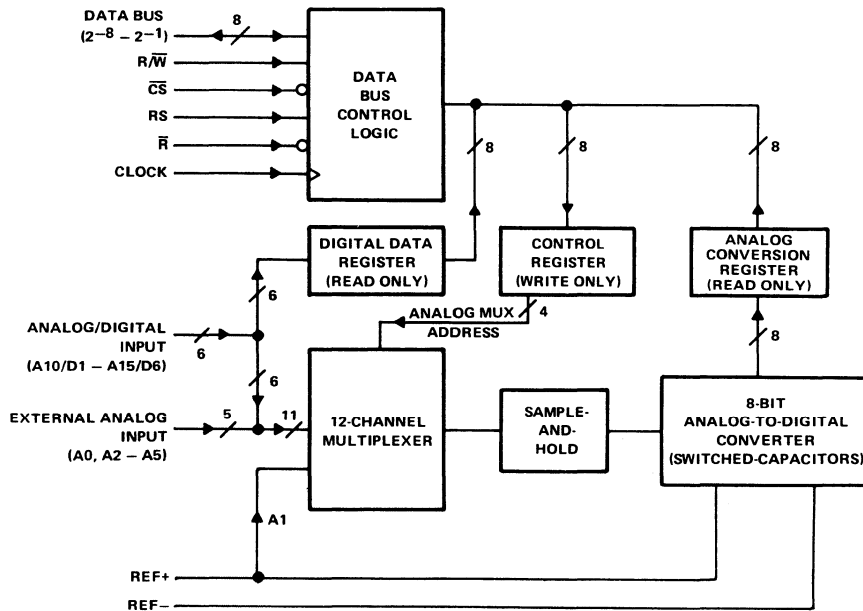 DATA BUS
(2⁻⁸ – 2⁻¹)
8
R/W̅
C̅S̅
RS
R̅
CLOCK
DATA
BUS
CONTROL
LOGIC
8
8
8
DIGITAL DATA
REGISTER
(READ ONLY)
CONTROL
REGISTER
(WRITE ONLY)
ANALOG
CONVERSION
REGISTER
(READ ONLY)
6
4
ANALOG MUX
ADDRESS
8
ANALOG/DIGITAL
INPUT
(A10/D1 – A15/D6)
6
6
EXTERNAL ANALOG
INPUT
(A0, A2 – A5)
5
11
12-CHANNEL
MULTIPLEXER
SAMPLE-
AND-
HOLD
8-BIT
ANALOG-TO-DIGITAL
CONVERTER
(SWITCHED-CAPACITORS)
A1
REF+
REF–